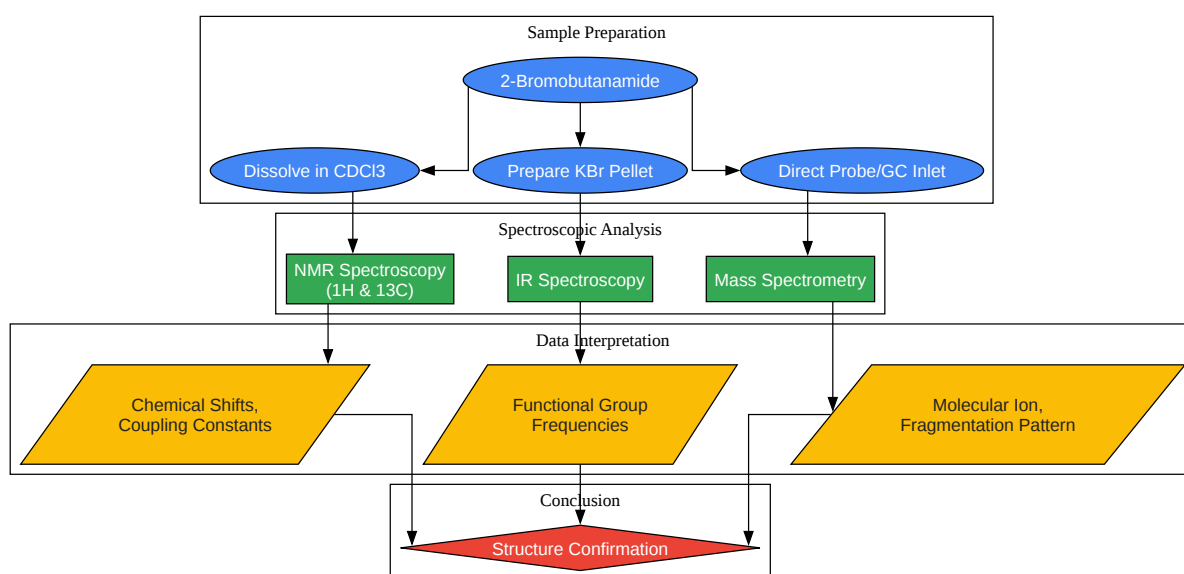 Sample Preparation
2-Bromobutanamide
Dissolve in CDCl3
Prepare KBr Pellet
Direct Probe/GC Inlet
Spectroscopic Analysis
NMR Spectroscopy
(1H & 13C)
IR Spectroscopy
Mass Spectrometry
Data Interpretation
Chemical Shifts,
Coupling Constants
Functional Group
Frequencies
Molecular Ion,
Fragmentation Pattern
Conclusion
Structure Confirmation